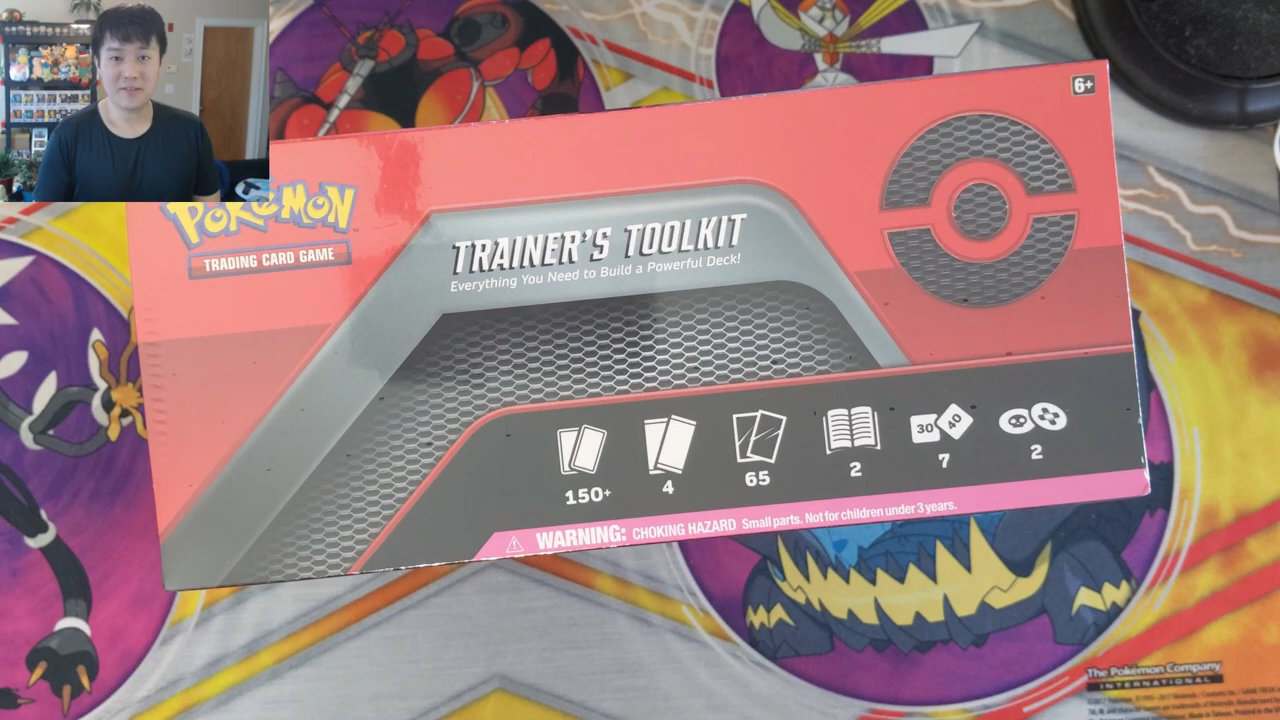 6+
POKéMON
TRADING CARD GAME
TRAINER'S TOOLKIT
Everything You Need to Build a Powerful Deck!
30 40
150+ 4 65 2 7 2
WARNING: CHOKING HAZARD Small parts. Not for children under 3 years.
The Pokémon Company
INTERNATIONAL